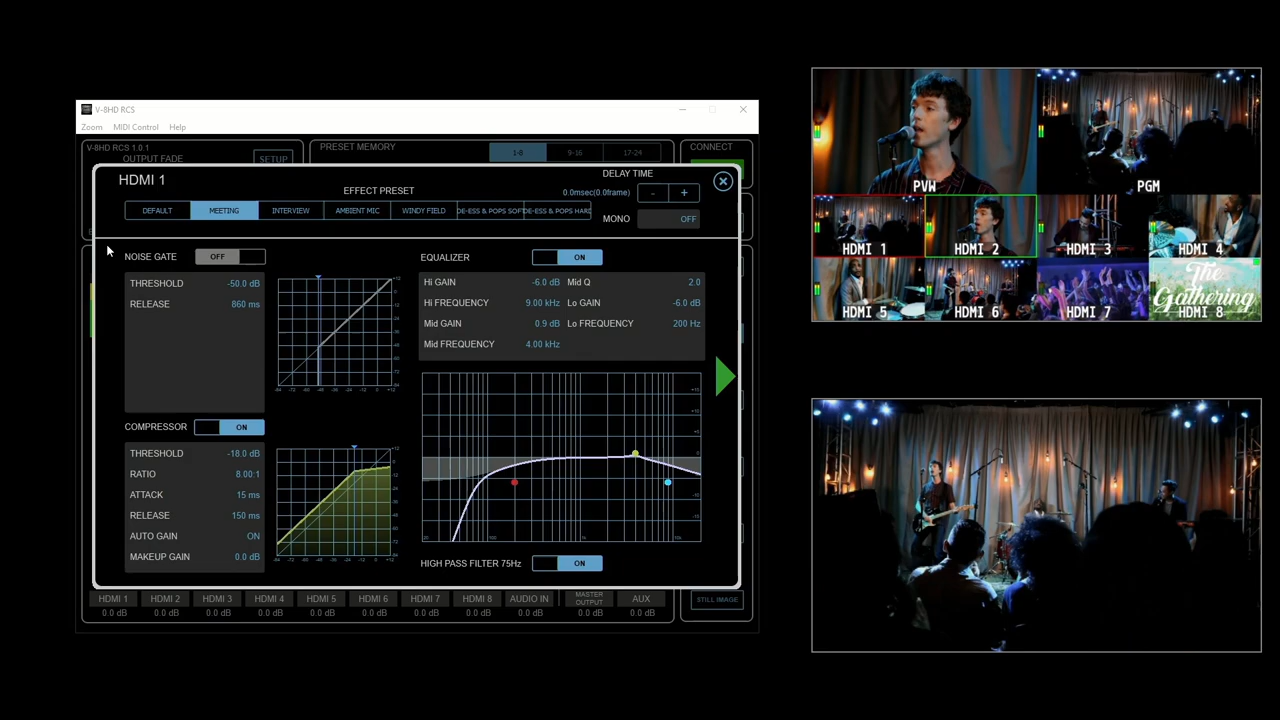 V-8HD RCS
Zoom MIDI Control Help
V-8HD RCS 1.0.1
OUTPUT FADE SETUP
PRESET MEMORY 1-8 9-16 17-24
CONNECT
HDMI 1
EFFECT PRESET
DELAY TIME
0.0msec(0.0frame) - +
DEFAULT MEETING INTERVIEW AMBIENT MIC WINDY FIELD DE-ESS & POPS SOFT DE-ESS & POPS HARD
MONO OFF
NOISE GATE OFF
THRESHOLD -50.0 dB
RELEASE 860 ms
COMPRESSOR ON
THRESHOLD -18.0 dB
RATIO 8.00:1
ATTACK 15 ms
RELEASE 150 ms
AUTO GAIN ON
MAKEUP GAIN 0.0 dB
EQUALIZER ON
Hi GAIN -6.0 dB Mid Q 2.0
Hi FREQUENCY 9.00 kHz Lo GAIN -6.0 dB
Mid GAIN 0.9 dB Lo FREQUENCY 200 Hz
Mid FREQUENCY 4.00 kHz
HIGH PASS FILTER 75Hz ON
HDMI 1 HDMI 2 HDMI 3 HDMI 4 HDMI 5 HDMI 6 HDMI 7 HDMI 8 AUDIO IN MASTER OUTPUT AUX
0.0 dB 0.0 dB 0.0 dB 0.0 dB 0.0 dB 0.0 dB 0.0 dB 0.0 dB 0.0 dB 0.0 dB 0.0 dB
STILL IMAGE
PVW PGM
HDMI 1 HDMI 2 HDMI 3 HDMI 4
The
Gathering
HDMI 5 HDMI 6 HDMI 7 HDMI 8